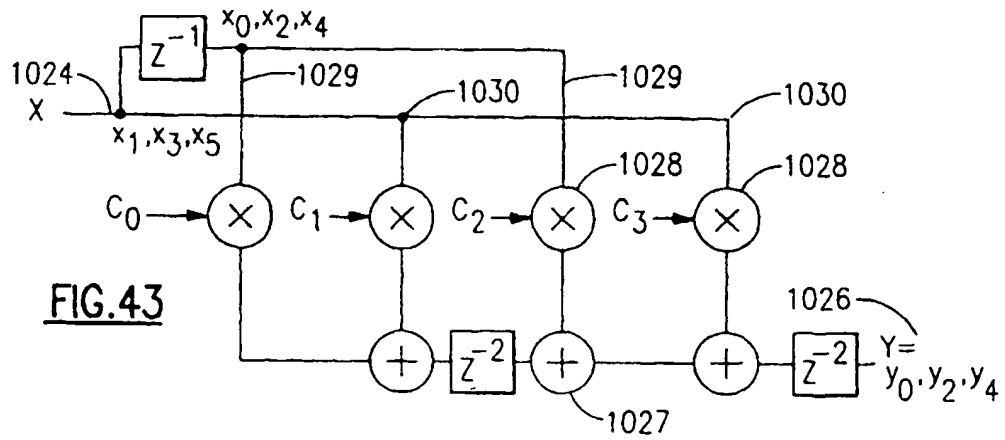 x₀,x₂,x₄
z⁻¹
1029
1029
1024
1030
1030
X
x₁,x₃,x₅
1028
1028
C₀
C₁
C₂
C₃
×
×
×
×
FIG.43
1026
+
z⁻²
+
+
z⁻²
Y=
y₀,y₂,y₄
1027